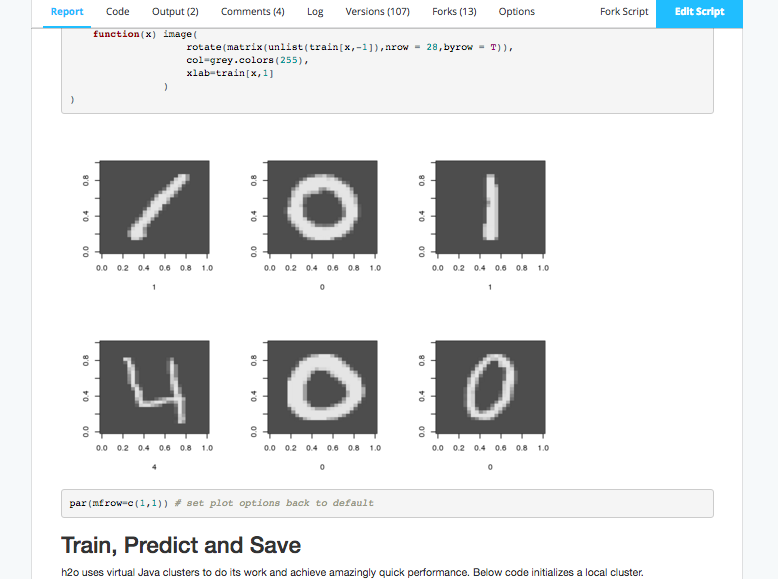 Report Code Output (2) Comments (4) Log Versions (107) Forks (13) Options Fork Script Edit Script
function(x) image(
rotate(matrix(unlist(train[x,-1]),nrow = 28,byrow = T)),
col=grey.colors(255),
xlab=train[x,1]
)
)
0.0 0.4 0.8
0.0 0.2 0.4 0.6 0.8 1.0
1
0.0 0.4 0.8
0.0 0.2 0.4 0.6 0.8 1.0
0
0.0 0.4 0.8
0.0 0.2 0.4 0.6 0.8 1.0
1
0.0 0.4 0.8
0.0 0.2 0.4 0.6 0.8 1.0
4
0.0 0.4 0.8
0.0 0.2 0.4 0.6 0.8 1.0
0
0.0 0.4 0.8
0.0 0.2 0.4 0.6 0.8 1.0
0
par(mfrow=c(1,1)) # set plot options back to default
Train, Predict and Save
h2o uses virtual Java clusters to do its work and achieve amazingly quick performance. Below code initializes a local cluster.